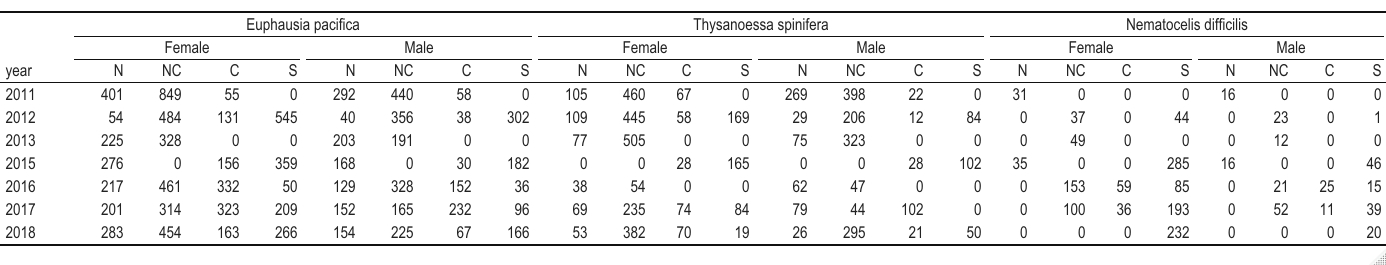 Euphausia pacifica Thysanoessa spinifera Nematocelis difficilis
Female Male Female Male Female Male
year N NC C S N NC C S N NC C S N NC C S N NC C S N NC C S
2011 401 849 55 0 292 440 58 0 105 460 67 0 269 398 22 0 31 0 0 0 16 0 0 0
2012 54 484 131 545 40 356 38 302 109 445 58 169 29 206 12 84 0 37 0 44 0 23 0 1
2013 225 328 0 0 203 191 0 0 77 505 0 0 75 323 0 0 0 49 0 0 0 12 0 0
2015 276 0 156 359 168 0 30 182 0 0 28 165 0 0 28 102 35 0 0 285 16 0 0 46
2016 217 461 332 50 129 328 152 36 38 54 0 0 62 47 0 0 0 153 59 85 0 21 25 15
2017 201 314 323 209 152 165 232 96 69 235 74 84 79 44 102 0 0 100 36 193 0 52 11 39
2018 283 454 163 266 154 225 67 166 53 382 70 19 26 295 21 50 0 0 0 232 0 0 0 20